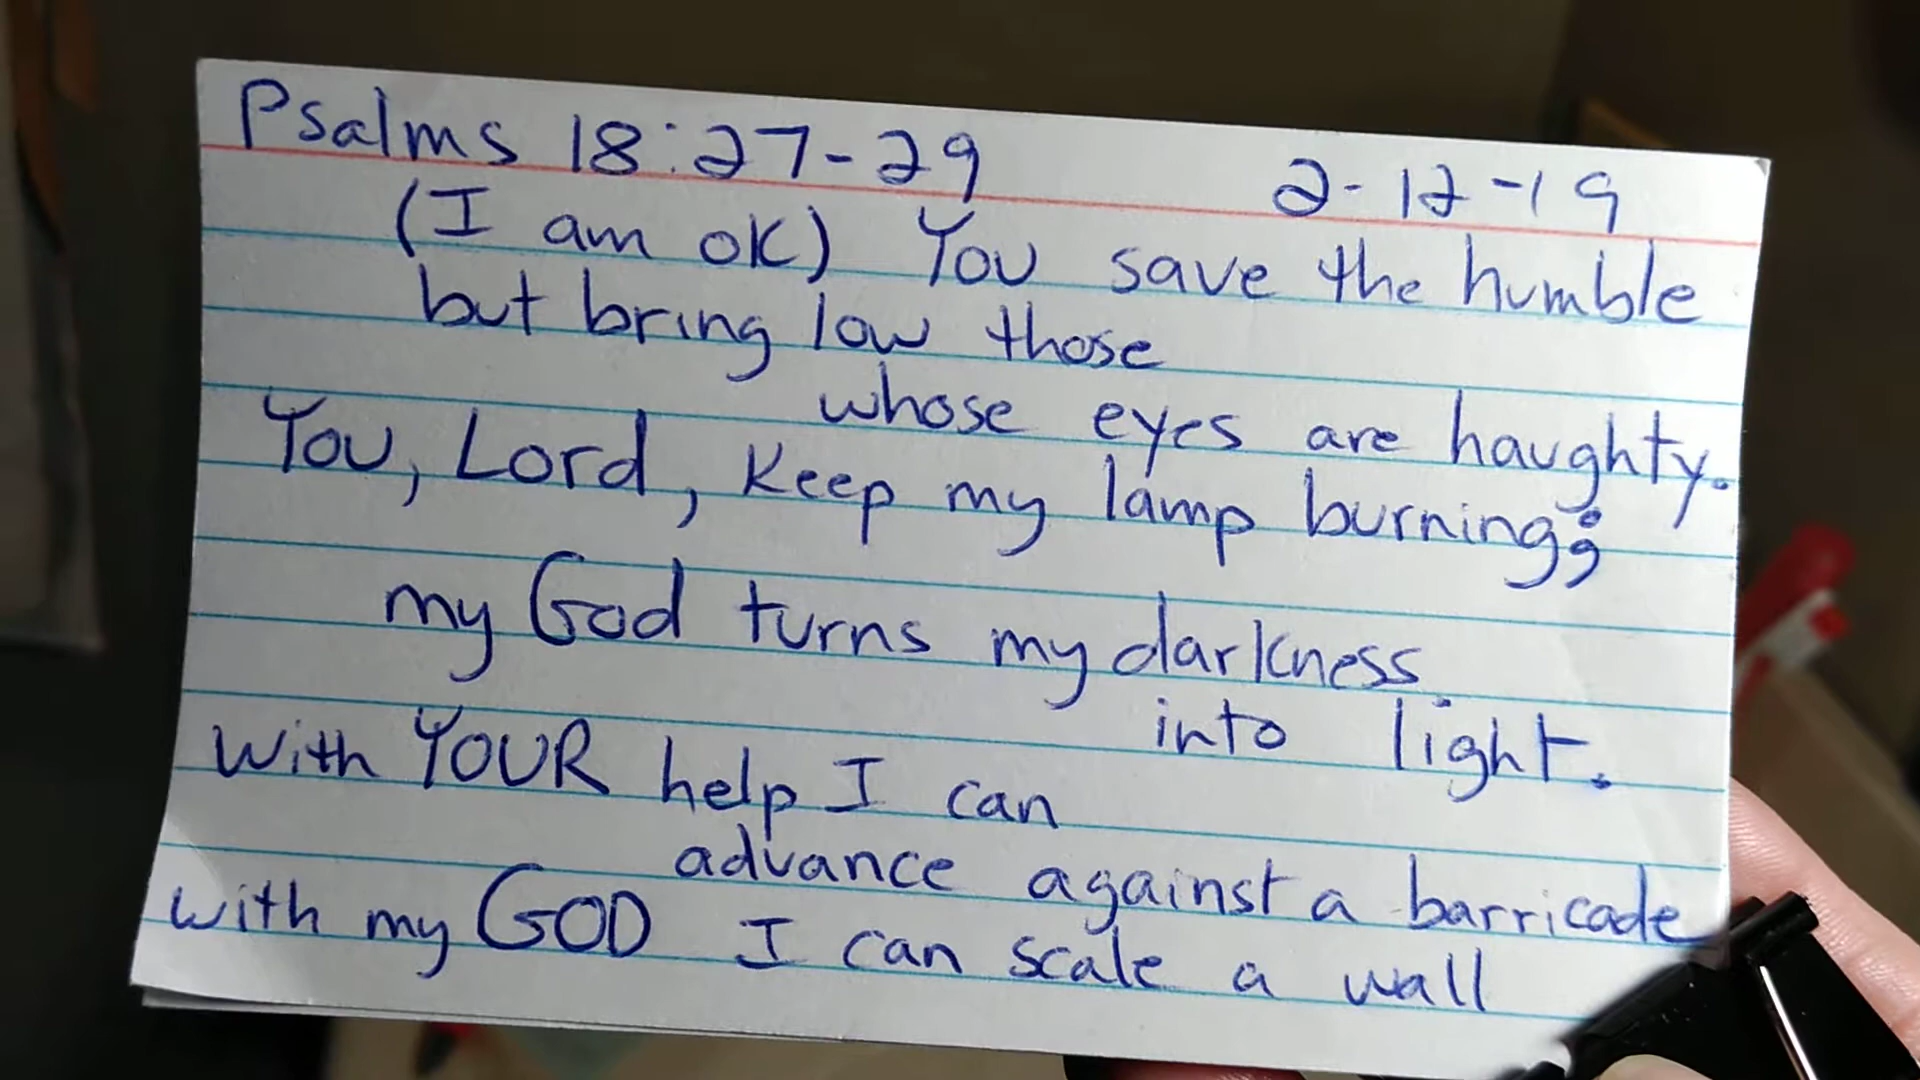 Psalms 18:27-29 2-12-19
(I am OK) You save the humble
but bring low those
whose eyes are haughty.
You, Lord, keep my lamp burning;
my God turns my darkness
into light.
With YOUR help I can
advance against a barricade
with my GOD I can scale a wall